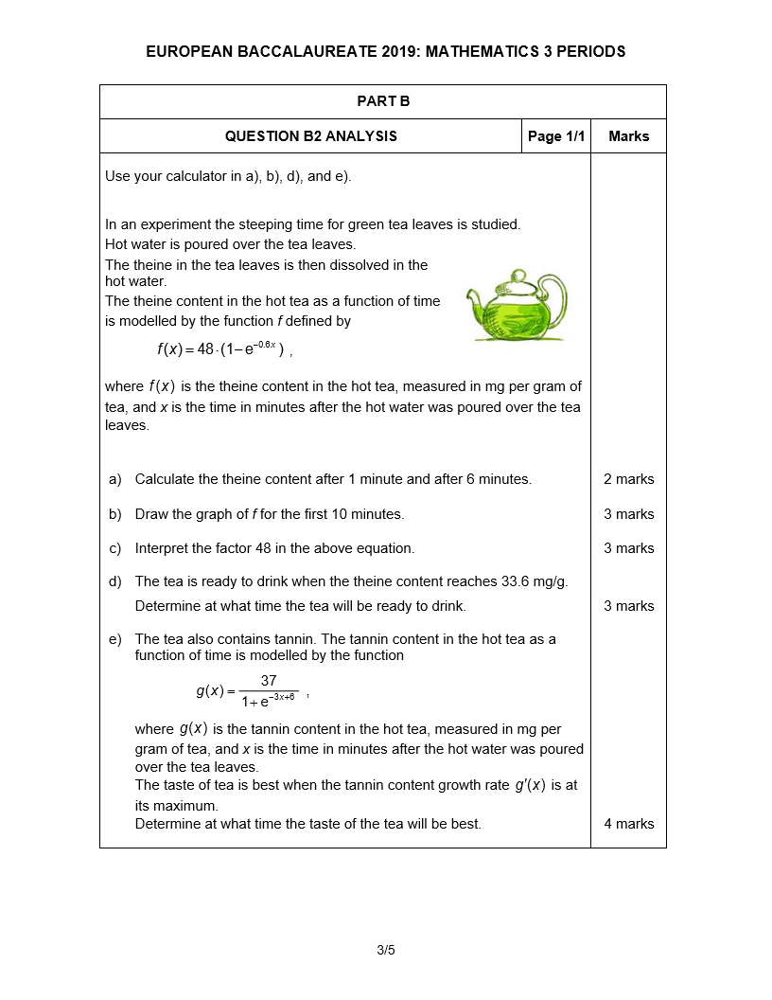 EUROPEAN BACCALAUREATE 2019: MATHEMATICS 3 PERIODS
PART B
QUESTION B2 ANALYSIS Page 1/1 Marks
Use your calculator in a), b), d), and e).
In an experiment the steeping time for green tea leaves is studied.
Hot water is poured over the tea leaves.
The theine in the tea leaves is then dissolved in the
hot water.
The theine content in the hot tea as a function of time
is modelled by the function f defined by
f(x) = 48·(1−e^{−0.6x}) ,
where f(x) is the theine content in the hot tea, measured in mg per gram of
tea, and x is the time in minutes after the hot water was poured over the tea
leaves.
a) Calculate the theine content after 1 minute and after 6 minutes. 2 marks
b) Draw the graph of f for the first 10 minutes. 3 marks
c) Interpret the factor 48 in the above equation. 3 marks
d) The tea is ready to drink when the theine content reaches 33.6 mg/g.
Determine at what time the tea will be ready to drink. 3 marks
e) The tea also contains tannin. The tannin content in the hot tea as a
function of time is modelled by the function
g(x) = 37 / (1+e^{−3x+6}) ,
where g(x) is the tannin content in the hot tea, measured in mg per
gram of tea, and x is the time in minutes after the hot water was poured
over the tea leaves.
The taste of tea is best when the tannin content growth rate g′(x) is at
its maximum.
Determine at what time the taste of the tea will be best. 4 marks
3/5